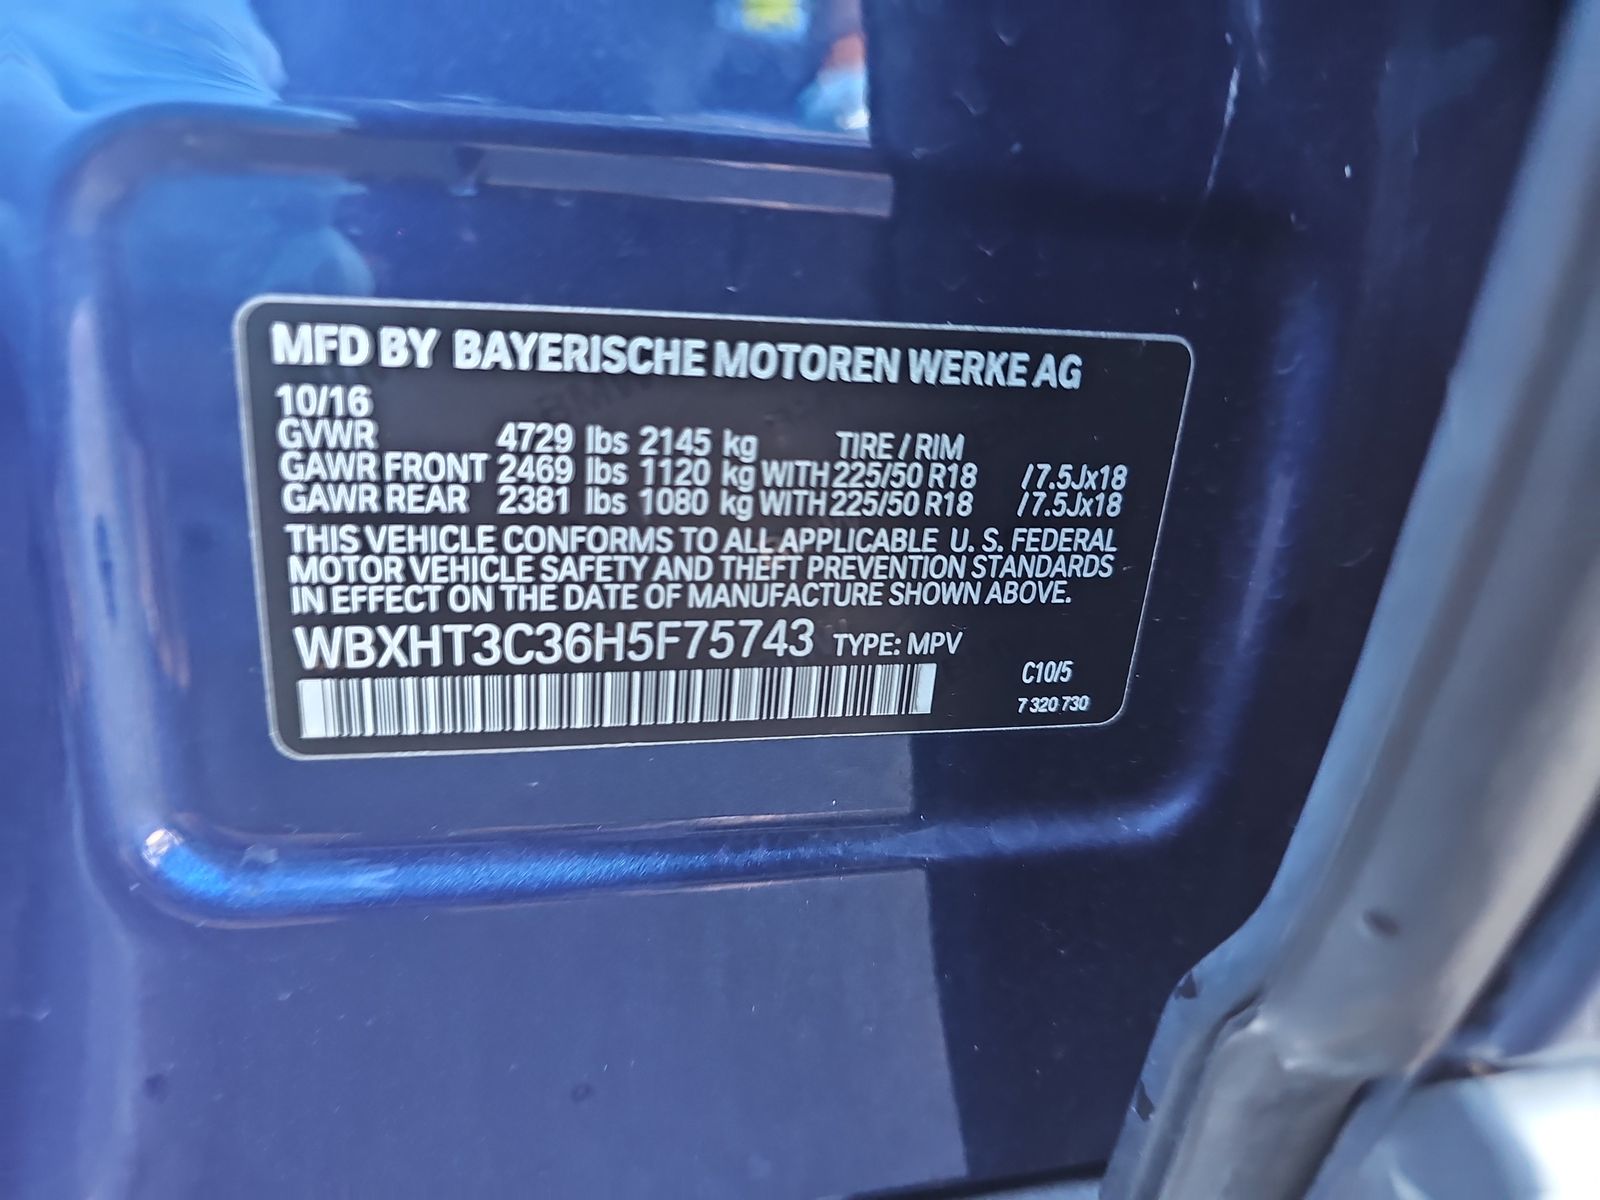 MFD BY BAYERISCHE MOTOREN WERKE AG
10/16
GVWR 4729 lbs 2145 kg TIRE / RIM
GAWR FRONT 2469 lbs 1120 kg WITH 225/50 R18 /7.5Jx18
GAWR REAR 2381 lbs 1080 kg WITH 225/50 R18 /7.5Jx18
THIS VEHICLE CONFORMS TO ALL APPLICABLE U. S. FEDERAL
MOTOR VEHICLE SAFETY AND THEFT PREVENTION STANDARDS
IN EFFECT ON THE DATE OF MANUFACTURE SHOWN ABOVE.
WBXHT3C36H5F75743 TYPE: MPV
C10/5
7 320 730